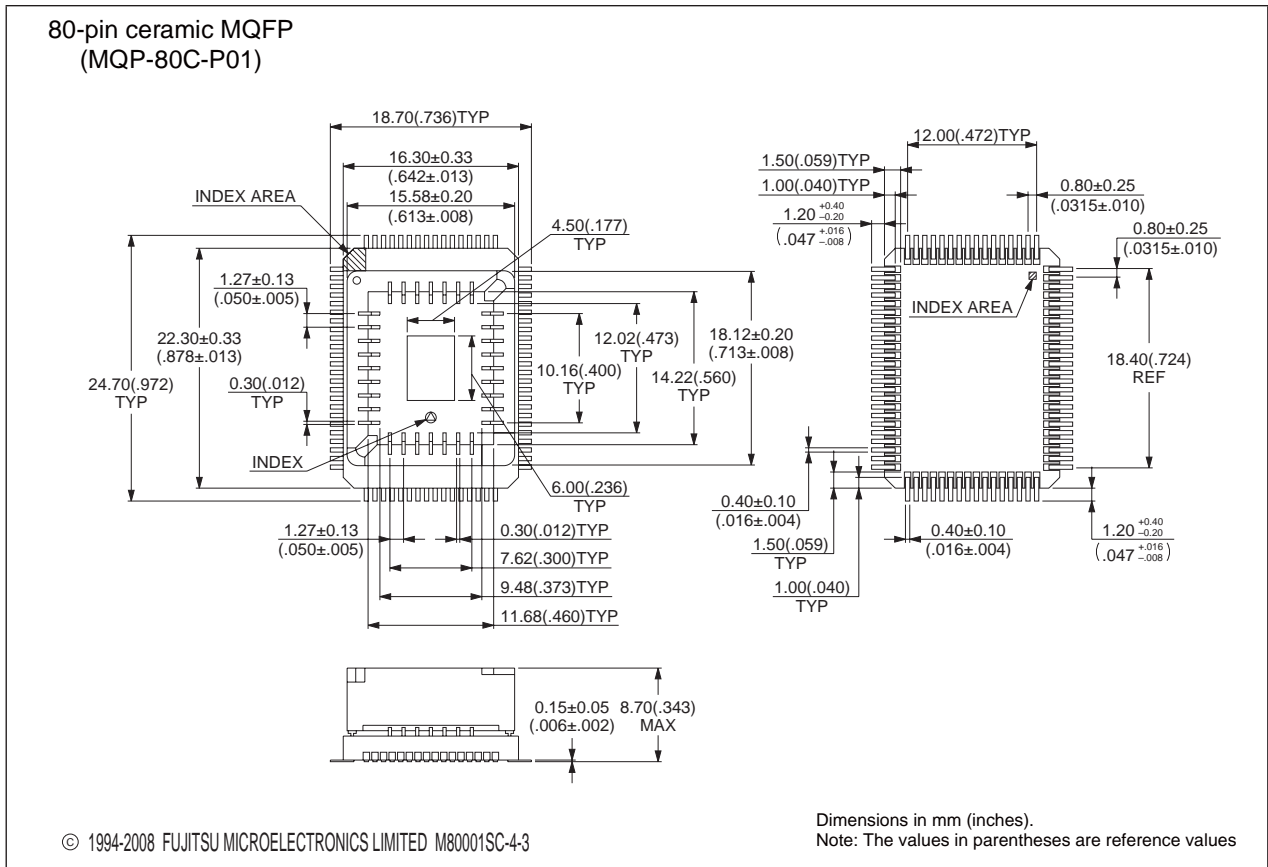 80-pin ceramic MQFP
(MQP-80C-P01)
18.70(.736)TYP
16.30±0.33
(.642±.013)
15.58±0.20
(.613±.008)
INDEX AREA
4.50(.177)
TYP
1.27±0.13
(.050±.005)
22.30±0.33
(.878±.013)
24.70(.972)
TYP
0.30(.012)
TYP
INDEX
12.02(.473)
TYP
10.16(.400)
TYP
14.22(.560)
TYP
18.12±0.20
(.713±.008)
6.00(.236)
TYP
1.27±0.13
(.050±.005)
0.30(.012)TYP
7.62(.300)TYP
9.48(.373)TYP
11.68(.460)TYP
12.00(.472)TYP
1.50(.059)TYP
1.00(.040)TYP
1.20 +0.40 −0.20
(.047 +.016 −.008)
0.80±0.25
(.0315±.010)
0.80±0.25
(.0315±.010)
INDEX AREA
18.40(.724)
REF
0.40±0.10
(.016±.004)
1.50(.059)
TYP
1.00(.040)
TYP
0.40±0.10
(.016±.004)
1.20 +0.40 −0.20
(.047 +.016 −.008)
0.15±0.05
(.006±.002)
8.70(.343)
MAX
© 1994-2008 FUJITSU MICROELECTRONICS LIMITED M80001SC-4-3
Dimensions in mm (inches).
Note: The values in parentheses are reference values